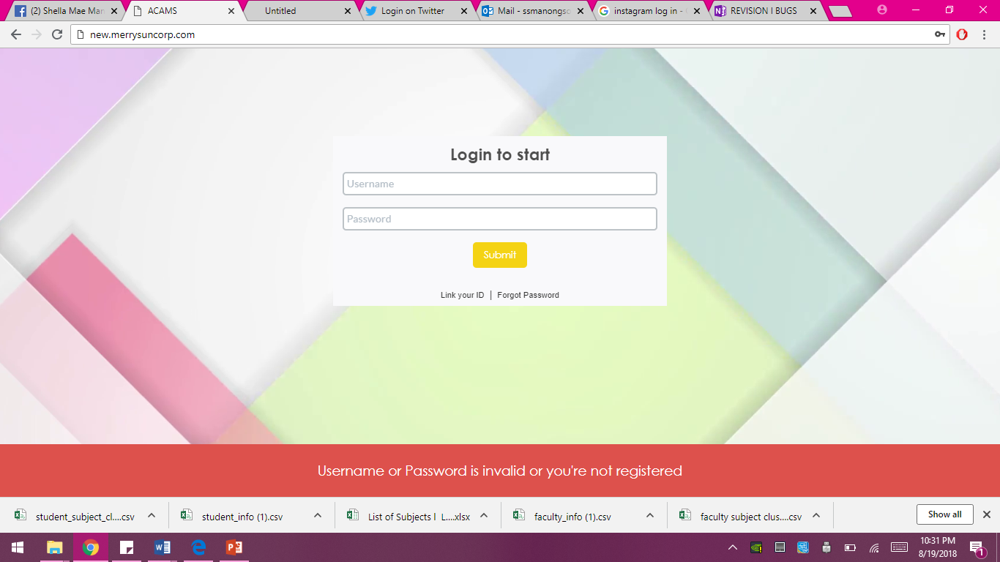 (2) Shella Mae Man
ACAMS
Untitled
Login on Twitter
Mail - ssmanongsc
instagram log in -
REVISION I BUGS
new.merrysuncorp.com
Login to start
Username
Password
Submit
Link your ID | Forgot Password
Username or Password is invalid or you're not registered
student_subject_cl....csv
student_info (1).csv
List of Subjects l L....xlsx
faculty_info (1).csv
faculty subject clus....csv
Show all
10:31 PM
8/19/2018
1